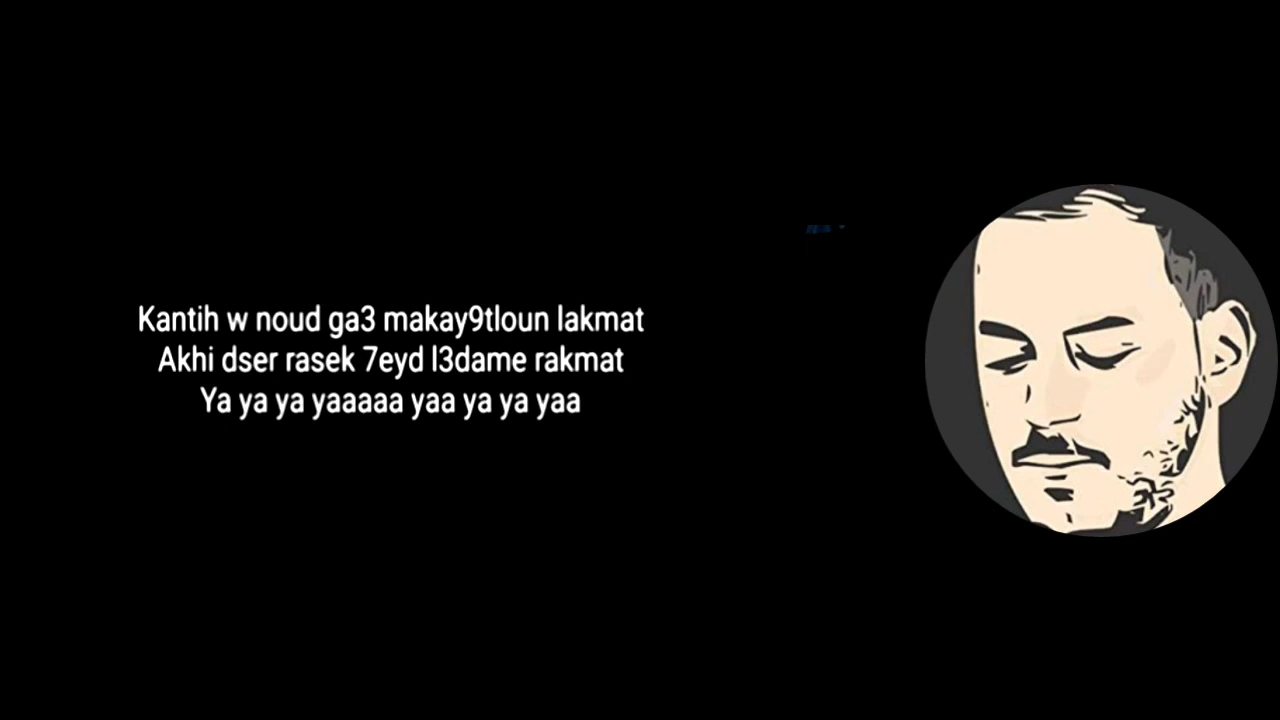 Kantih w noud ga3 makay9tloun lakmat
Akhi dser rasek 7eyd l3dame rakmat
Ya ya ya yaaaaa yaa ya ya yaa